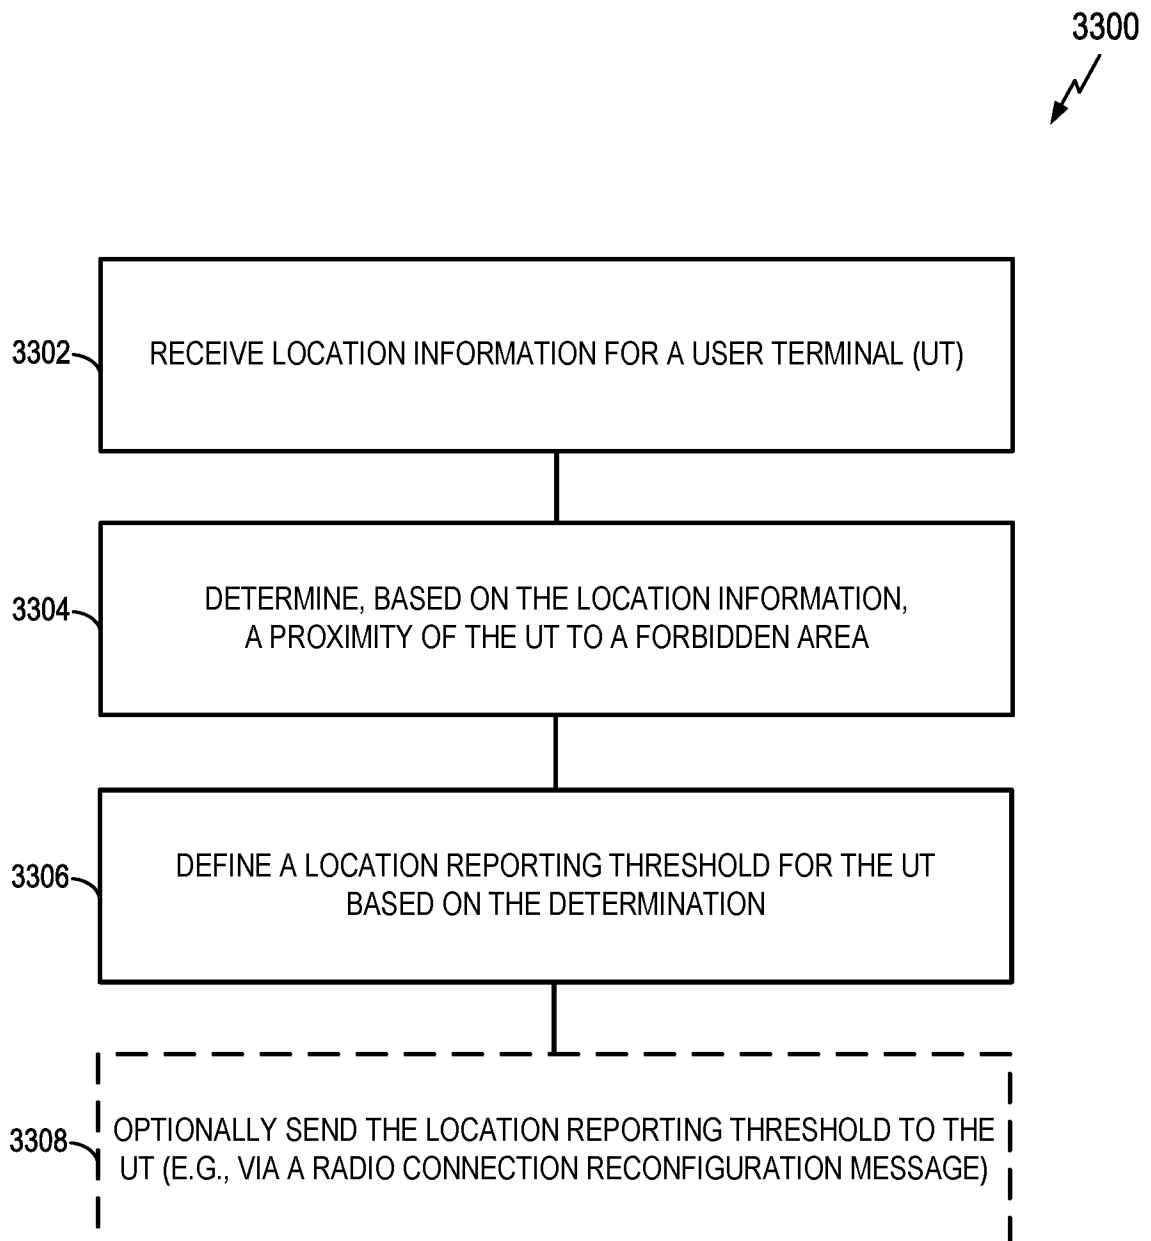 3300
3302
RECEIVE LOCATION INFORMATION FOR A USER TERMINAL (UT)
3304
DETERMINE, BASED ON THE LOCATION INFORMATION,
A PROXIMITY OF THE UT TO A FORBIDDEN AREA
3306
DEFINE A LOCATION REPORTING THRESHOLD FOR THE UT
BASED ON THE DETERMINATION
3308
OPTIONALLY SEND THE LOCATION REPORTING THRESHOLD TO THE
UT (E.G., VIA A RADIO CONNECTION RECONFIGURATION MESSAGE)